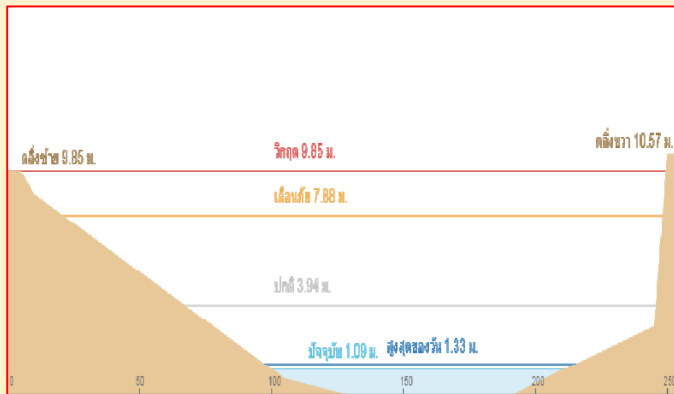 ตลิ่งขวา 10.57 ม.
วิกฤต 9.85 ม.
ตลิ่งซ้าย 9.85 ม.
เตือนภัย 7.88 ม.
ปกติ 3.94 ม.
ปัจจุบัน 1.09 ม. สูงสุดของวัน 1.33 ม.
0 50 100 150 200 250